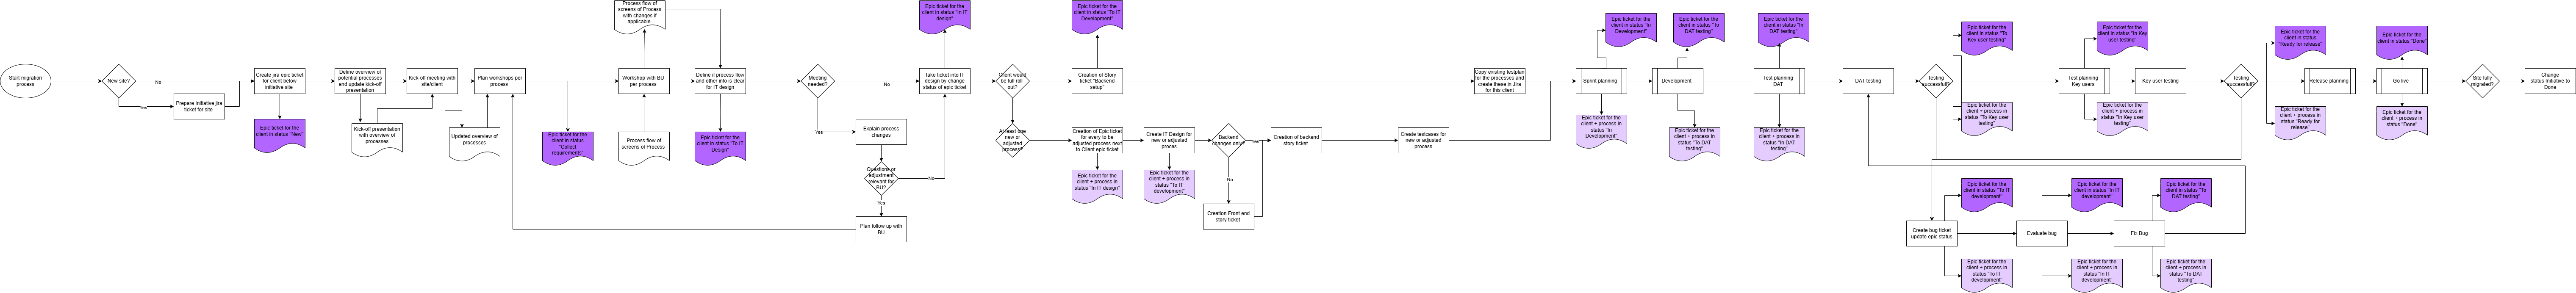 Start migration
process
New site?
No
Yes
Prepare Initiative jira
ticket for site
Create jira epic ticket
for client below
Initiative site
Epic ticket for the
client in status "New"
Define overview of
potential processes
and update kick-off
presentation
Kick-off presentation
with overview of
processes
Kick-off meeting with
site/client
Updated overview of
processes
Plan workshops per
process
Epic ticket for the
client in status
"Collect
requirements"
Process flow of
screens of Process
with changes if
applicable
Workshop with BU
per process
Process flow of
screens of Process
Define if process flow
and other info is clear
for IT design
Epic ticket for the
client in status "To IT
Design"
Meeting
needed?
No
Yes
Explain process
changes
Questions or
adjustment
relevant for
BU?
No
Yes
Plan follow up with
BU
Epic ticket for the
client in status "In IT
design"
Take ticket into IT
design by change
status of epic ticket
Client would
be full roll-
out?
At least one
new or
adjusted
process?
Epic ticket for the
client in status "To
IT Development"
Creation of Story
ticket "Backend
setup"
Creation of Epic ticket
for every to be
adjusted process next
to Client epic ticket
Epic ticket for the
client + process in
status "In IT design"
Create IT Design for
new or adjusted
proces
Epic ticket for the
client + process in
status "To IT
development"
Backend
changes only?
Yes
No
Creation Front end
story ticket
Creation of backend
story ticket
Create testcases for
new or adjusted
process
Copy existing testplan
for the processes and
create these in Jira
for this client
Epic ticket for the
client in status "In
Development"
Sprint planning
Epic ticket for the
client + process in
status "In
Development"
Epic ticket for the
client in status "To
DAT testing"
Development
Epic ticket for the
client + process in
status "To DAT
testing"
Epic ticket for the
client in status "In
DAT testing"
Test planning
DAT
Epic ticket for the
client + process in
status "In DAT
testing"
DAT testing
Testing
successful?
Epic ticket for the
client in status "To
Key user testing"
Epic ticket for the
client + process in
status "To Key user
testing"
Epic ticket for the
client in status "In Key
user testing"
Test planning
Key users
Epic ticket for the
client + process in
status "In Key user
testing"
Key user testing
Testing
successful?
Epic ticket for the
client in status
"Ready for release"
Epic ticket for the
client + process in
status "Ready for
release"
Release planning
Epic ticket for the
client in status "Done"
Go live
Epic ticket for the
client + process in
status "Done"
Site fully
migrated?
Change
status Initiative to
Done
Create bug ticket
update epic status
Epic ticket for the
client in status "To IT
development"
Epic ticket for the
client + process in
status "To IT
development"
Evaluate bug
Epic ticket for the
client in status "In IT
development"
Epic ticket for the
client + process in
status "In IT
development"
Fix Bug
Epic ticket for the
client in status "To
DAT testing"
Epic ticket for the
client + process in
status "To DAT
testing"